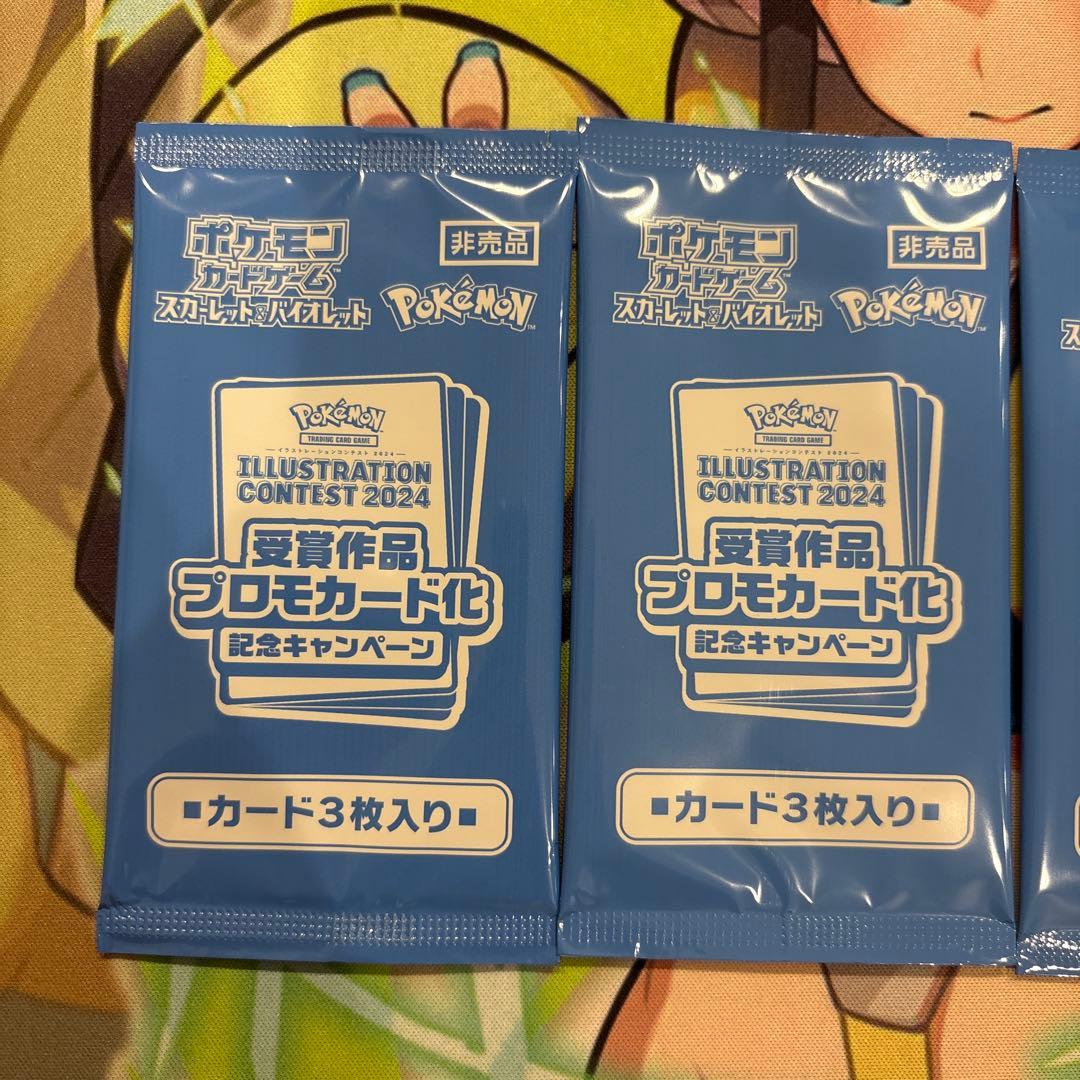 ポケモン
カードゲーム™
スカーレット&バイオレット
非売品
POKéMON™
POKéMON
TRADING CARD GAME
イラストレーションコンテスト 2024
ILLUSTRATION
CONTEST 2024
受賞作品
プロモカード化
記念キャンペーン
■カード3枚入り■
ポケモン
カードゲーム™
スカーレット&バイオレット
非売品
POKéMON™
POKéMON
TRADING CARD GAME
イラストレーションコンテスト 2024
ILLUSTRATION
CONTEST 2024
受賞作品
プロモカード化
記念キャンペーン
■カード3枚入り■
ス